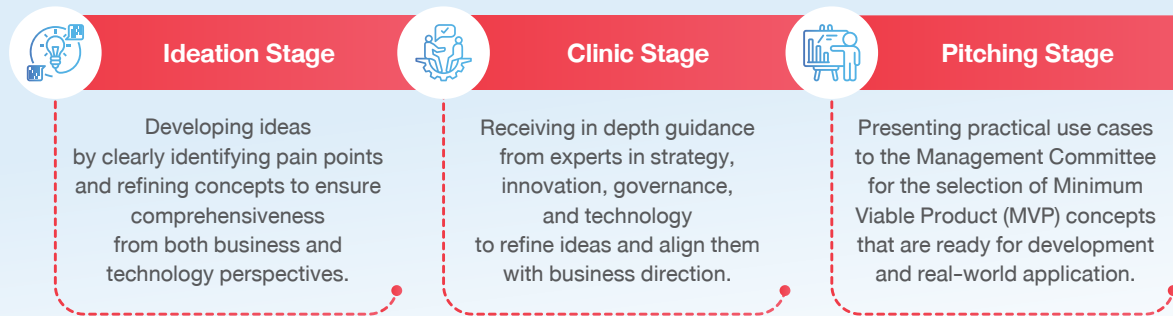 Ideation Stage
Developing ideas
by clearly identifying pain points
and refining concepts to ensure
comprehensiveness
from both business and
technology perspectives.
Clinic Stage
Receiving in depth guidance
from experts in strategy,
innovation, governance,
and technology
to refine ideas and align them
with business direction.
Pitching Stage
Presenting practical use cases
to the Management Committee
for the selection of Minimum
Viable Product (MVP) concepts
that are ready for development
and real-world application.